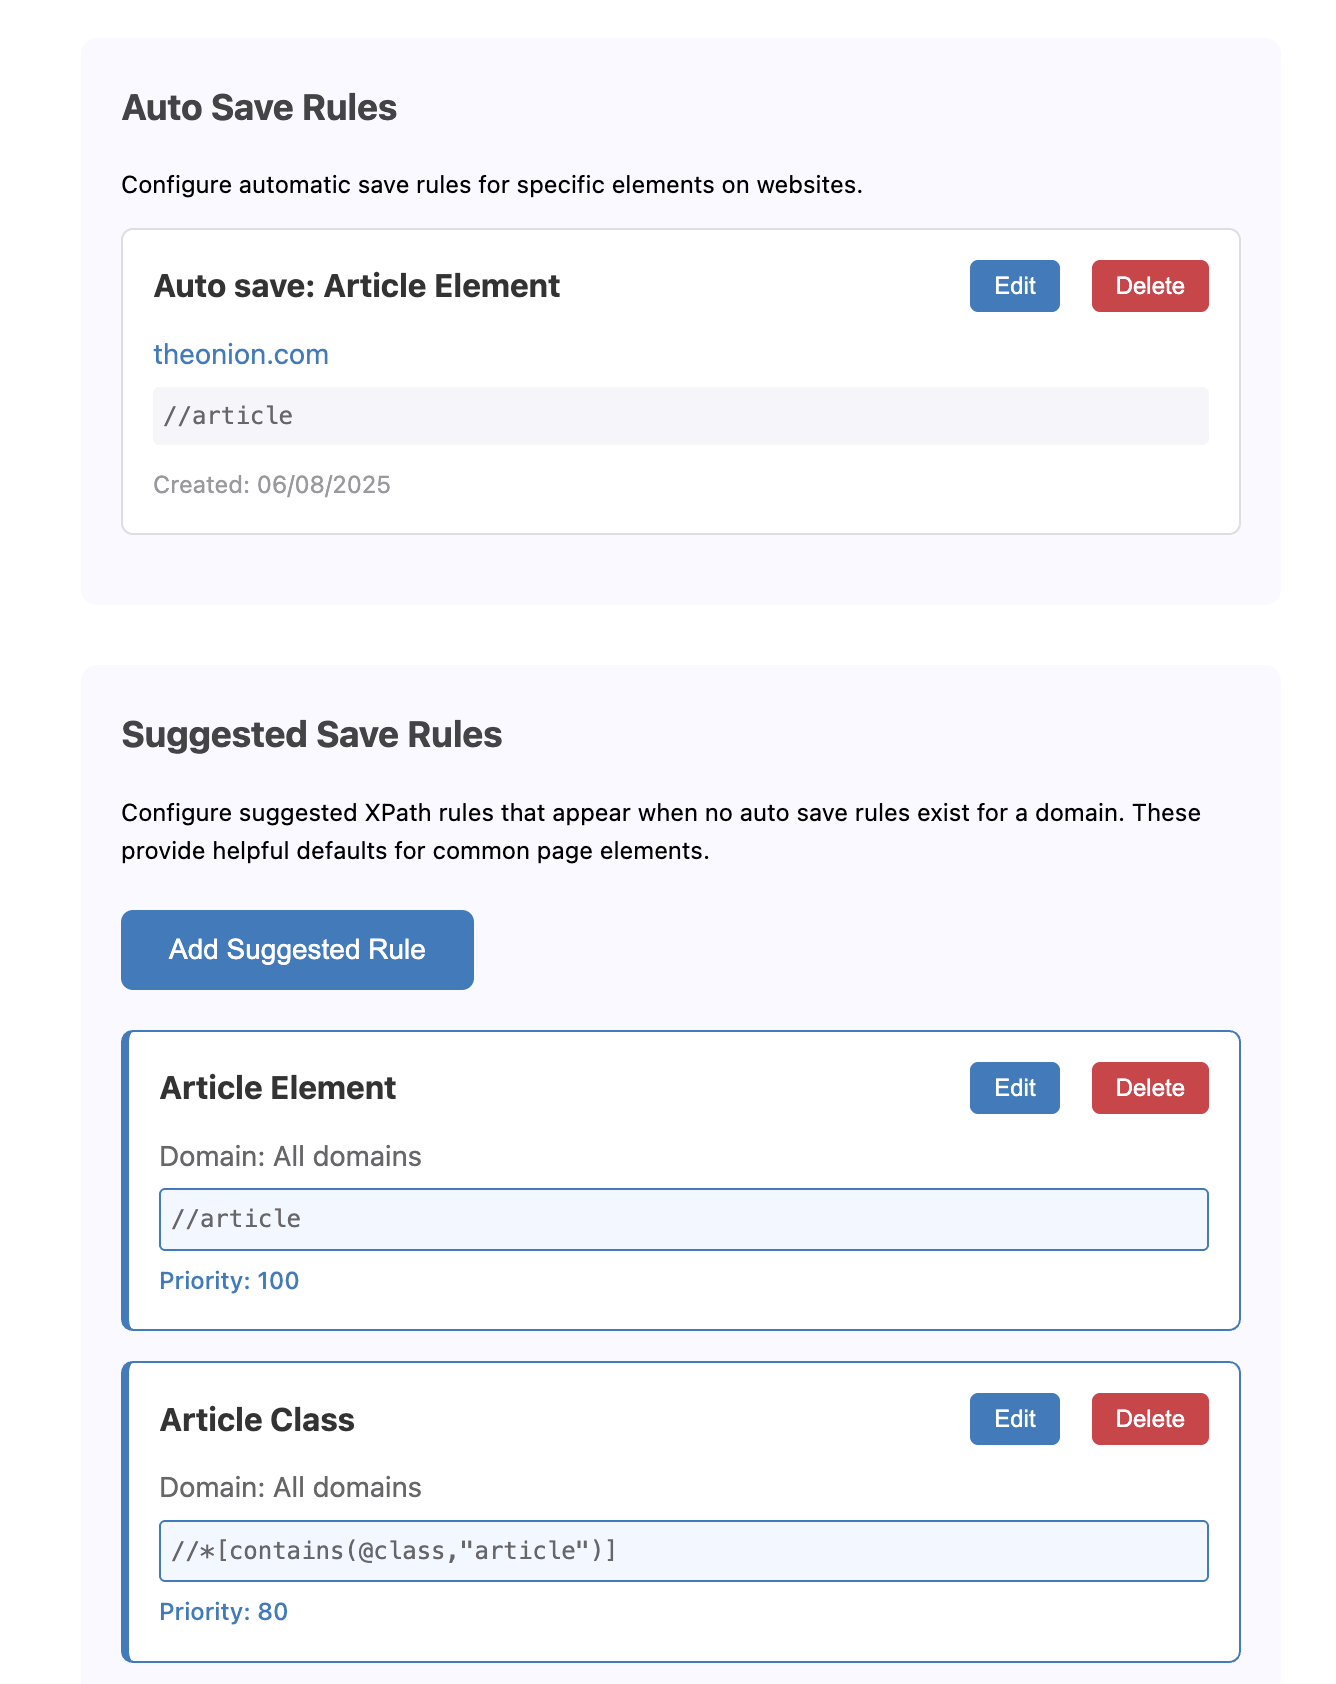 Auto Save Rules
Configure automatic save rules for specific elements on websites.
Auto save: Article Element
Edit
Delete
theonion.com
//article
Created: 06/08/2025
Suggested Save Rules
Configure suggested XPath rules that appear when no auto save rules exist for a domain. These
provide helpful defaults for common page elements.
Add Suggested Rule
Article Element
Edit
Delete
Domain: All domains
//article
Priority: 100
Article Class
Edit
Delete
Domain: All domains
//*[contains(@class,"article")]
Priority: 80